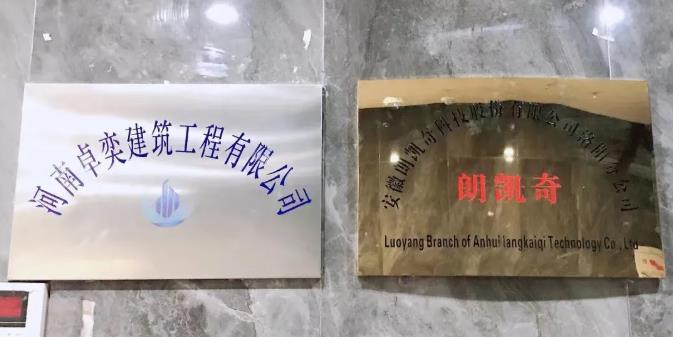 河南卓奕建筑工程有限公司
安徽朗凯奇科技股份有限公司洛阳分公司
朗凯奇
Luoyang Branch of Anhui langkaiqi Technology Co., Ltd